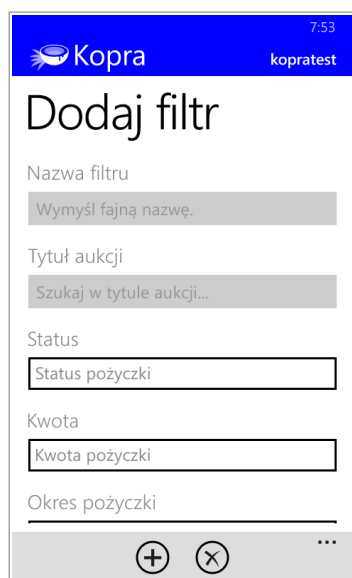 7:53
Kopra
kopratest
Dodaj filtr
Nazwa filtru
Wymyśl fajną nazwę.
Tytuł aukcji
Szukaj w tytule aukcji...
Status
Status pożyczki
Kwota
Kwota pożyczki
Okres pożyczki